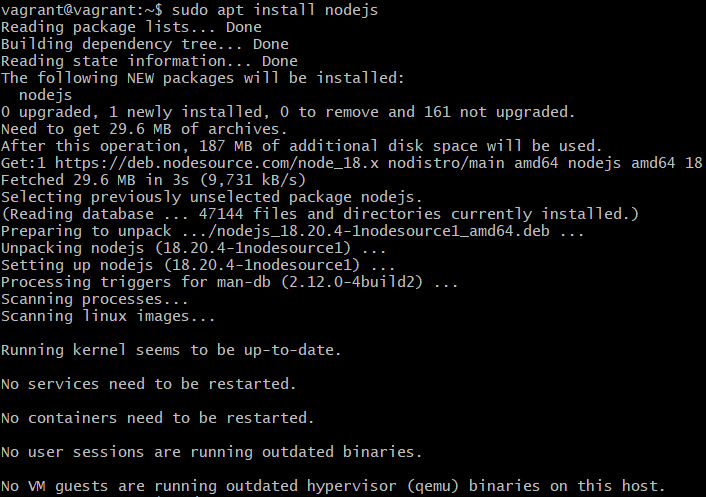 vagrant@vagrant:~$ sudo apt install nodejs
Reading package lists... Done
Building dependency tree... Done
Reading state information... Done
The following NEW packages will be installed:
  nodejs
0 upgraded, 1 newly installed, 0 to remove and 161 not upgraded.
Need to get 29.6 MB of archives.
After this operation, 187 MB of additional disk space will be used.
Get:1 https://deb.nodesource.com/node_18.x nodistro/main amd64 nodejs amd64 18
Fetched 29.6 MB in 3s (9,731 kB/s)
Selecting previously unselected package nodejs.
(Reading database ... 47144 files and directories currently installed.)
Preparing to unpack .../nodejs_18.20.4-1nodesource1_amd64.deb ...
Unpacking nodejs (18.20.4-1nodesource1) ...
Setting up nodejs (18.20.4-1nodesource1) ...
Processing triggers for man-db (2.12.0-4build2) ...
Scanning processes...
Scanning linux images...

Running kernel seems to be up-to-date.

No services need to be restarted.

No containers need to be restarted.

No user sessions are running outdated binaries.

No VM guests are running outdated hypervisor (qemu) binaries on this host.